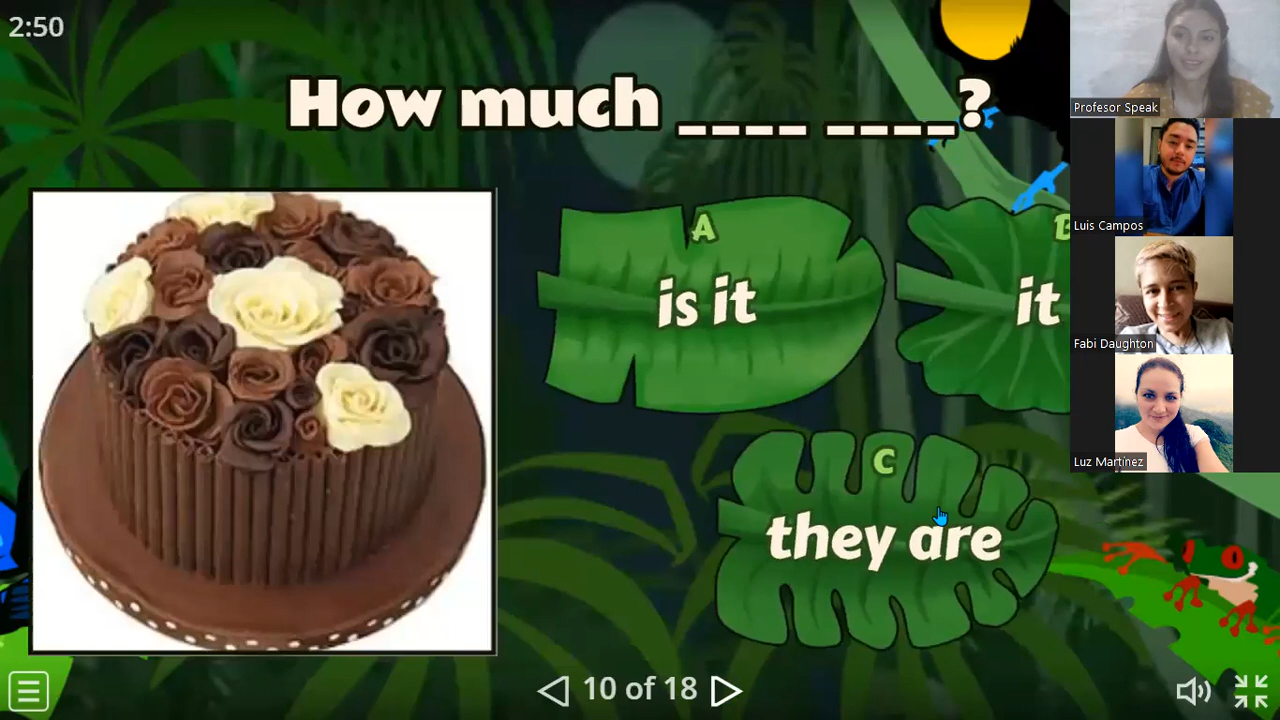 2:50
How much ____ ____?
A
is it
it
C
they are
10 of 18
Profesor Speak
Luis Campos
Fabi Daughton
Luz Martínez